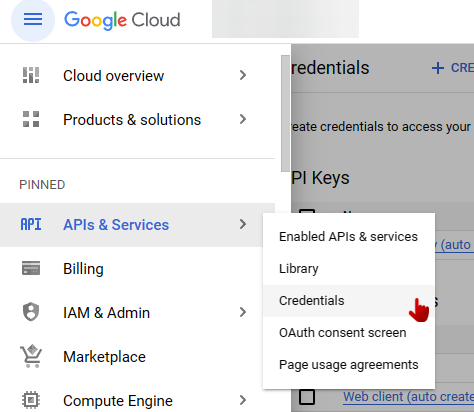 Google Cloud
Cloud overview
Products & solutions
PINNED
API APIs & Services
Billing
IAM & Admin
Marketplace
Compute Engine
Enabled APIs & services
Library
Credentials
OAuth consent screen
Page usage agreements
redentials
+ CRE
reate credentials to access your
PI Keys
(auto
s
Web client (auto create